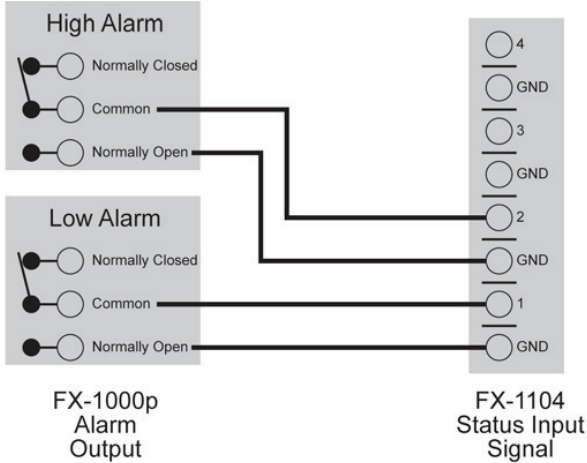 High Alarm
Normally Closed
Common
Normally Open
Low Alarm
Normally Closed
Common
Normally Open
4
GND
3
GND
2
GND
1
GND
FX-1000p
Alarm
Output
FX-1104
Status Input
Signal